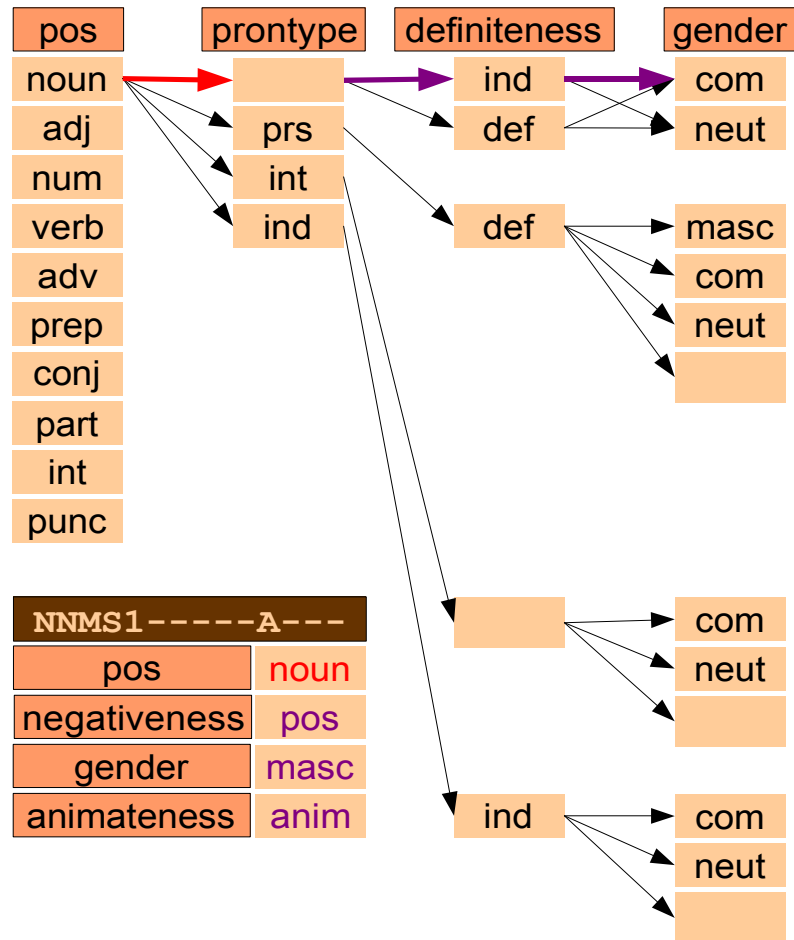 pos prontype definiteness gender
noun ind com
adj prs def neut
num int
verb ind def masc
adv com
prep neut
conj
part
int
punc
NNMS1-----A--- com
pos noun neut
negativeness pos
gender masc
animateness anim ind com
neut